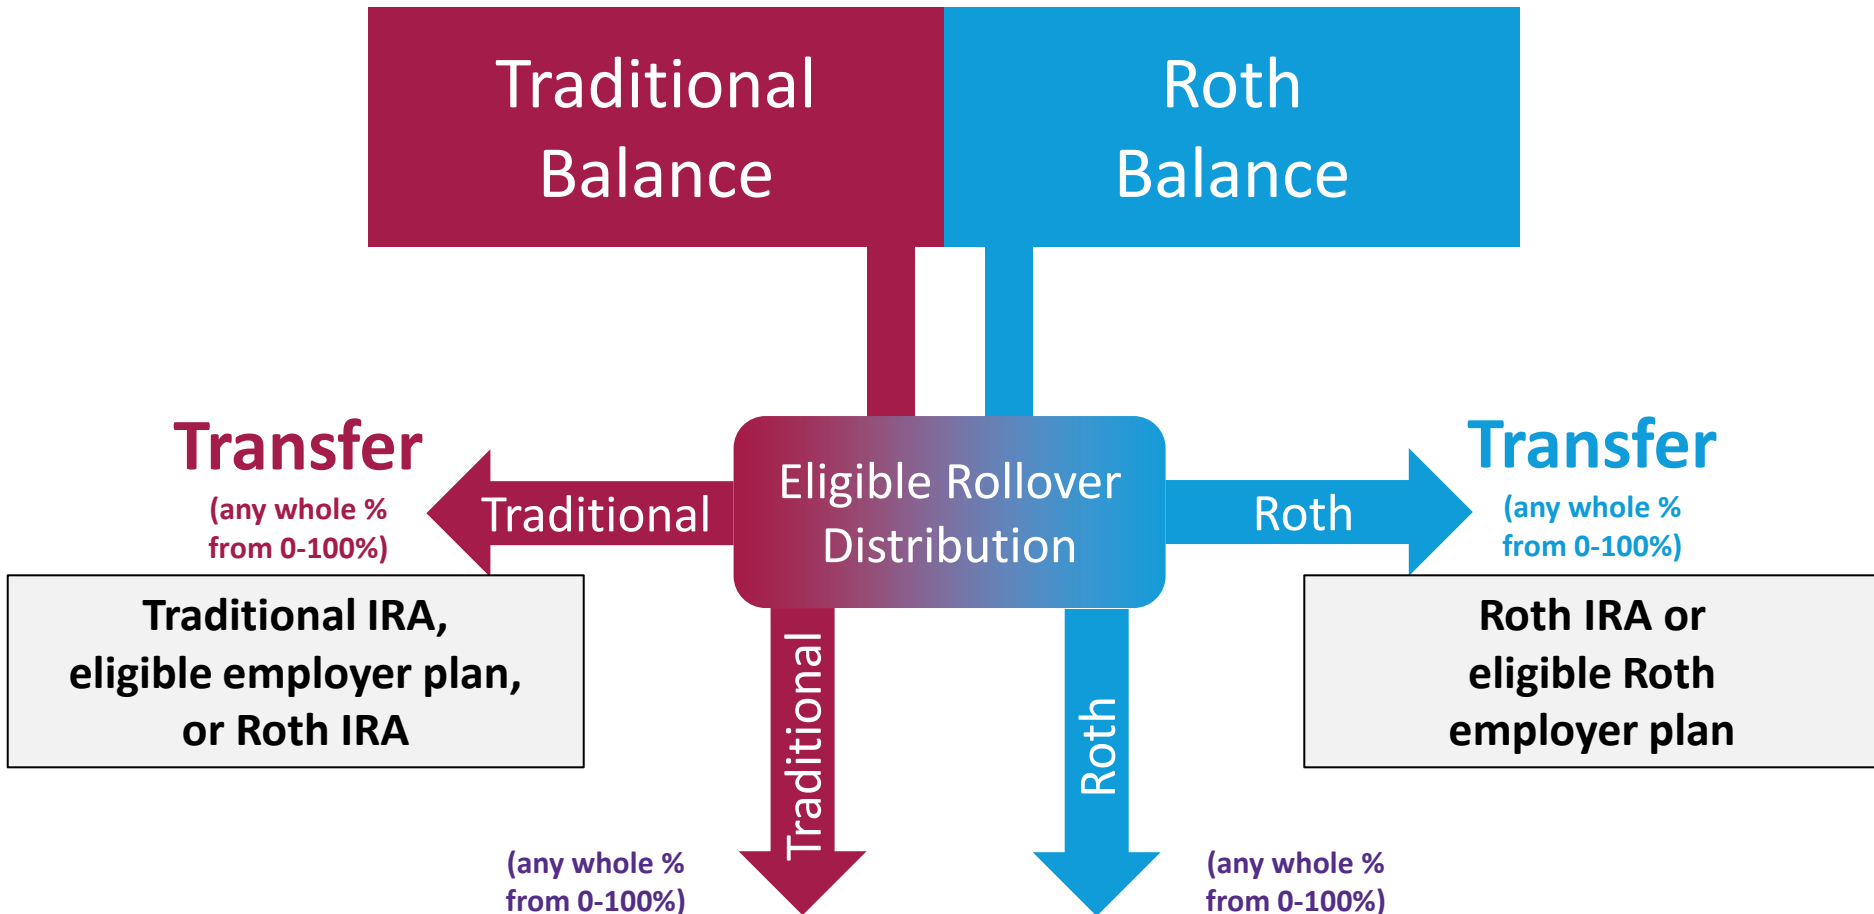 Traditional
Balance
Roth
Balance
Transfer
(any whole %
from 0-100%)
Traditional
Eligible Rollover
Distribution
Roth
Transfer
(any whole %
from 0-100%)
Traditional IRA,
eligible employer plan,
or Roth IRA
Traditional
Roth
Roth IRA or
eligible Roth
employer plan
(any whole %
from 0-100%)
(any whole %
from 0-100%)